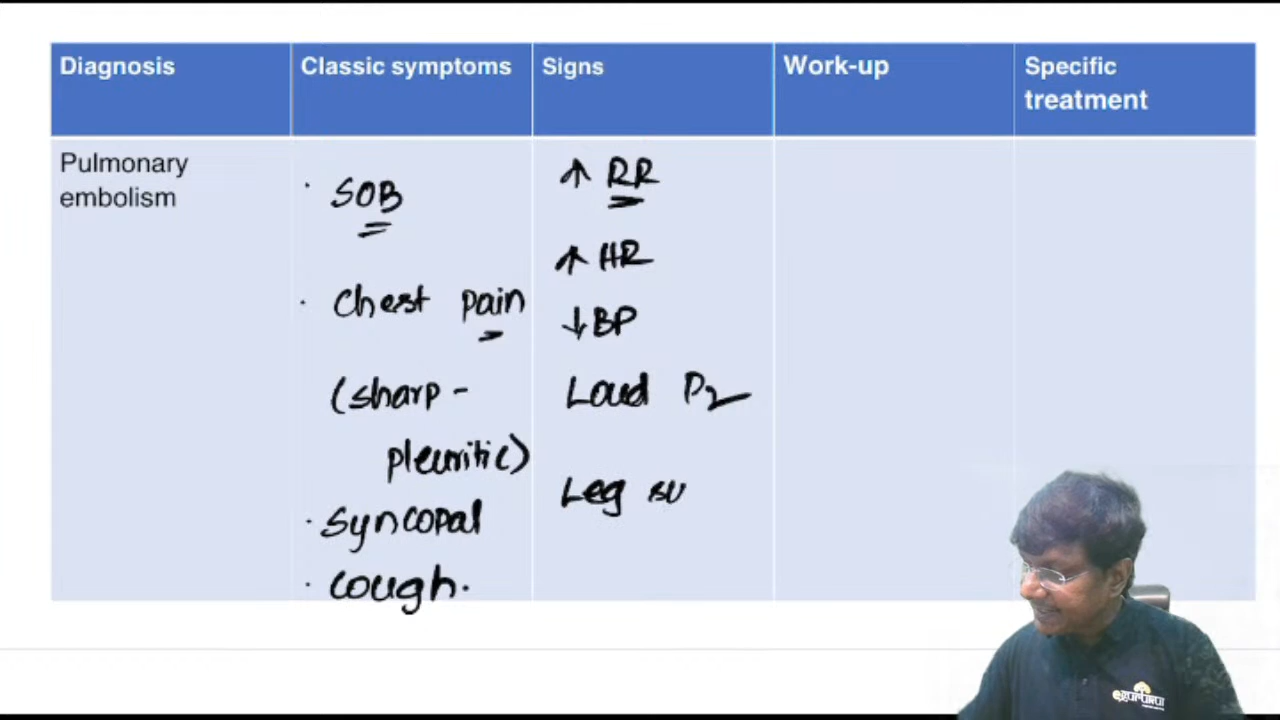 Diagnosis
Classic symptoms
Signs
Work-up
Specific
treatment
Pulmonary
embolism
· SOB
· Chest pain
(sharp -
pleuritic)
· Syncopal
· cough.
↑ RR
↑ HR
↓ BP
Loud P2
Leg sw